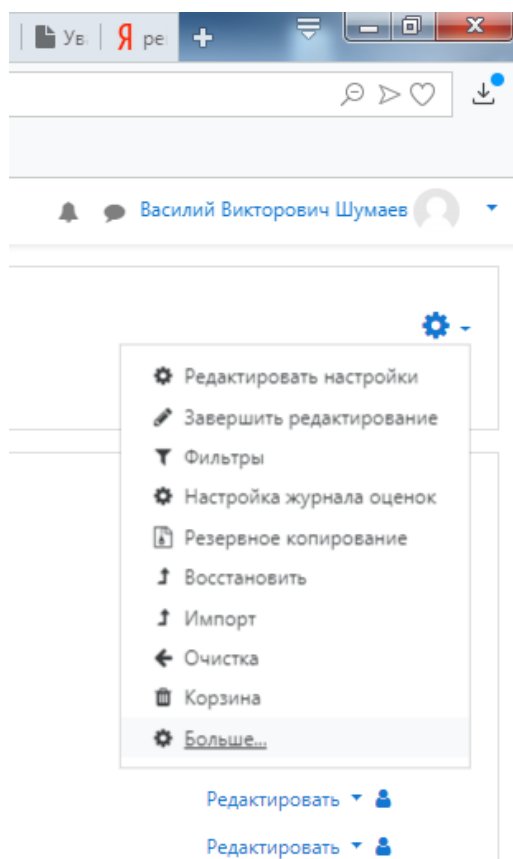 Ув
Я ре
Василий Викторович Шумаев
Редактировать настройки
Завершить редактирование
Фильтры
Настройка журнала оценок
Резервное копирование
Восстановить
Импорт
Очистка
Корзина
Больше...
Редактировать
Редактировать